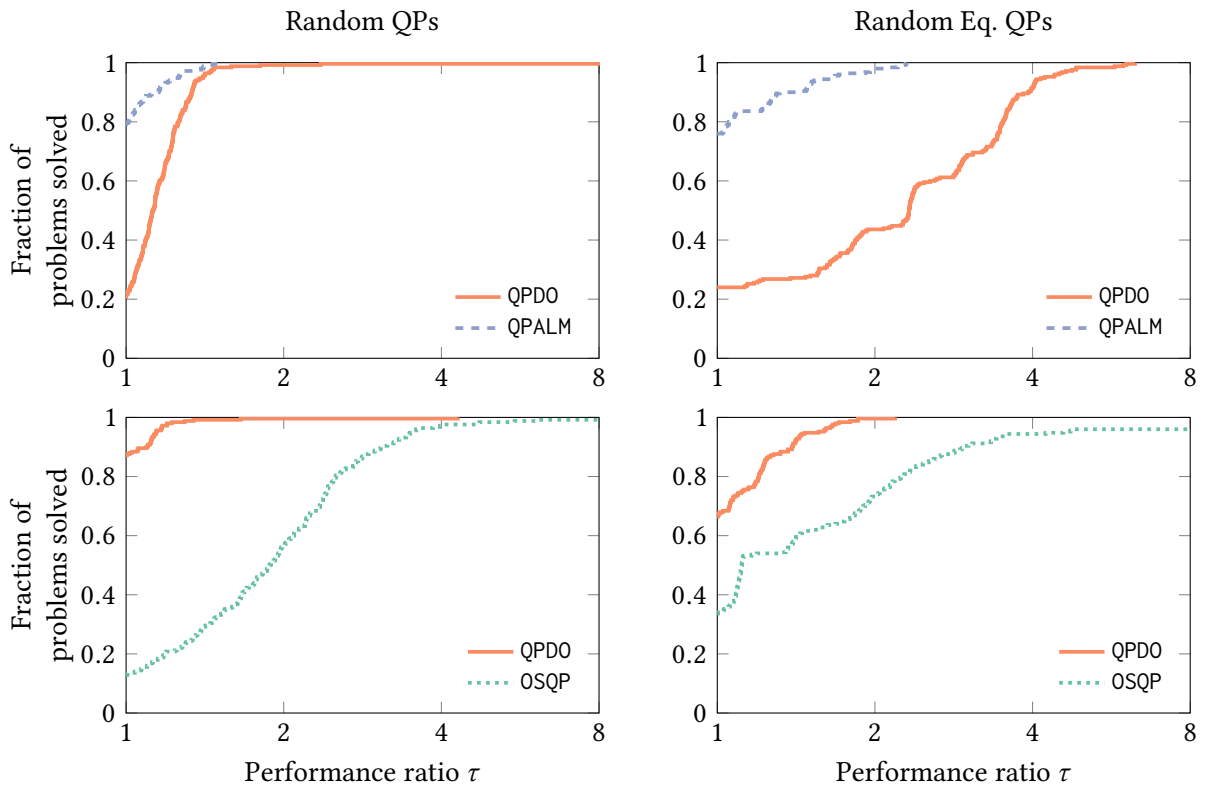 Random QPs
Random Eq. QPs
Fraction of
problems solved
1
0.8
0.6
0.4
0.2
0
1
2
4
8
QPDO
QPALM
1
0.8
0.6
0.4
0.2
0
1
2
4
8
QPDO
QPALM
Fraction of
problems solved
1
0.8
0.6
0.4
0.2
0
1
2
4
8
QPDO
OSQP
Performance ratio τ
1
0.8
0.6
0.4
0.2
0
1
2
4
8
QPDO
OSQP
Performance ratio τ